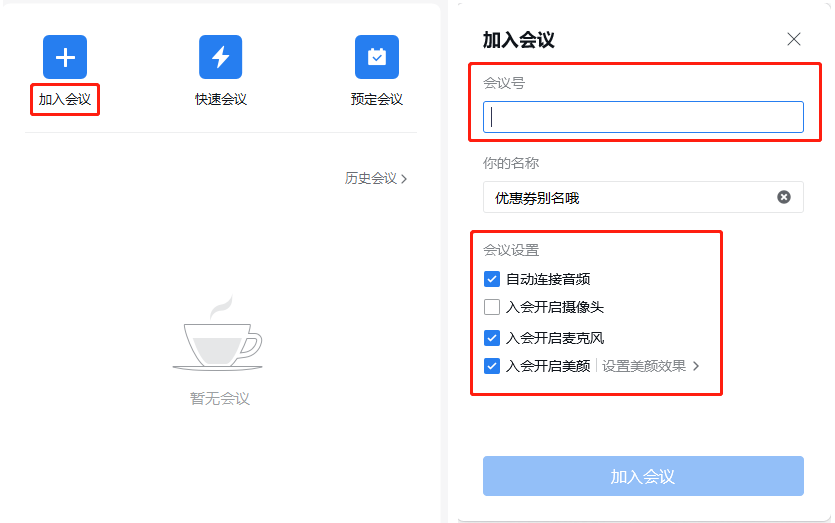 加入会议
快速会议
预定会议
历史会议
暂无会议
加入会议
会议号
你的名称
优惠券别名哦
会议设置
自动连接音频
入会开启摄像头
入会开启麦克风
入会开启美颜
设置美颜效果
加入会议